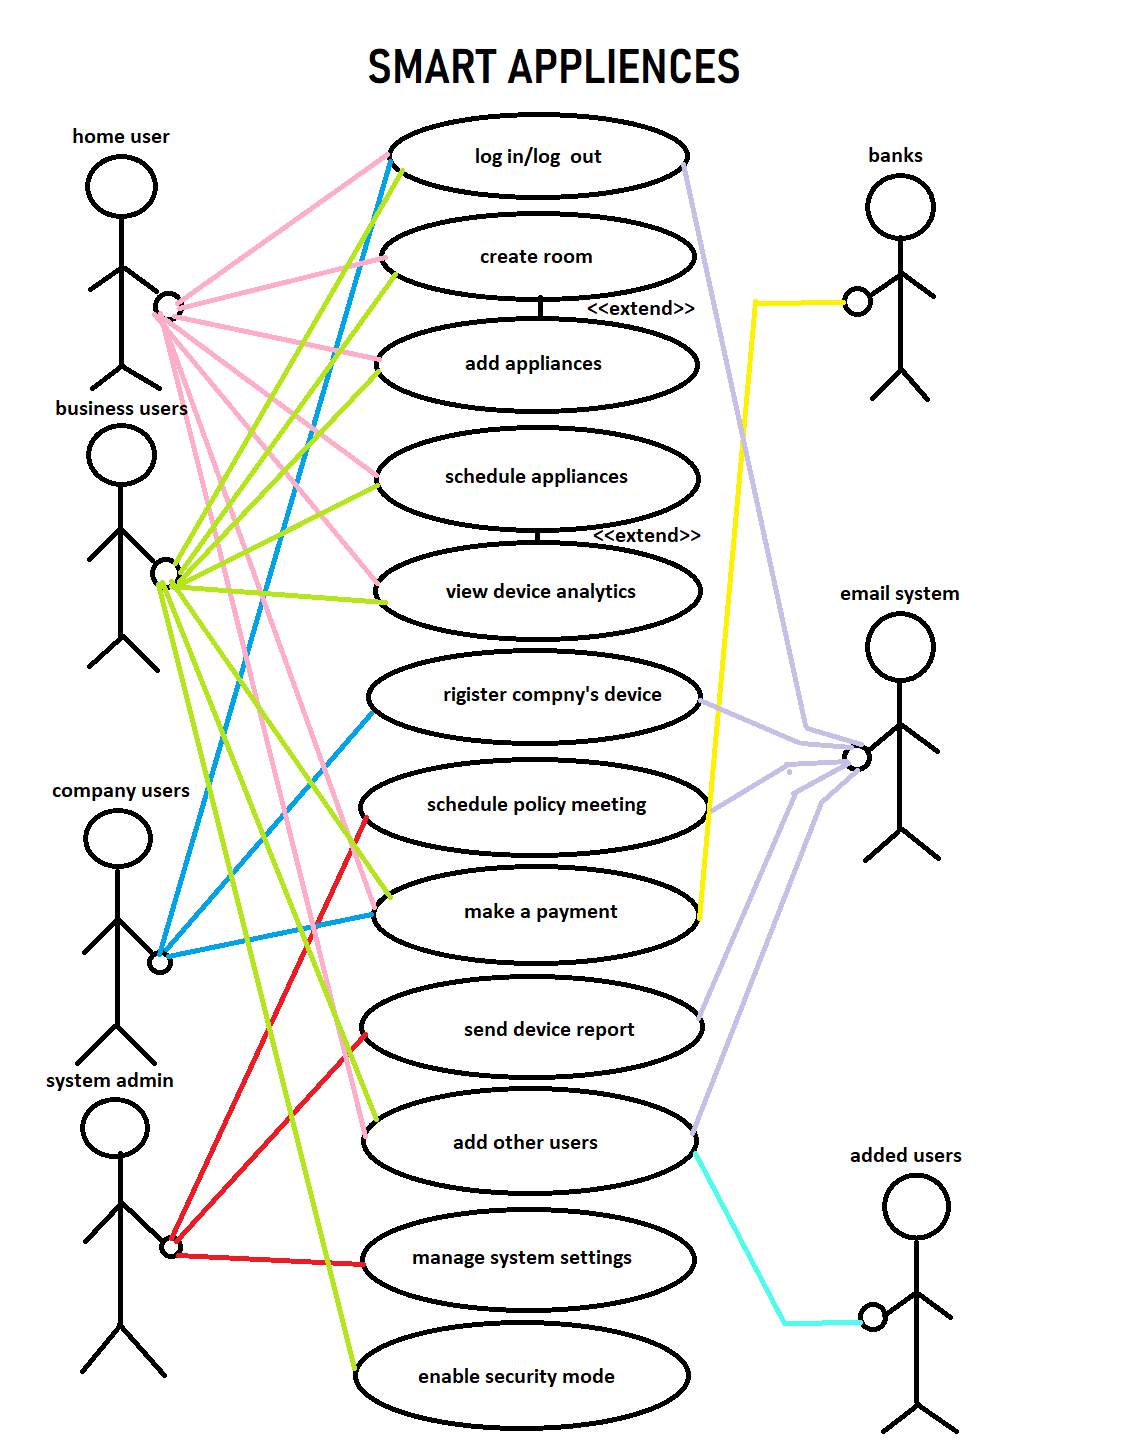 SMART APPLIENCES
home user
log in/log  out
banks
create room
<<extend>>
add appliances
business users
schedule appliances
<<extend>>
view device analytics
email system
rigister compny's device
company users
schedule policy meeting
make a payment
send device report
system admin
add other users
added users
manage system settings
enable security mode